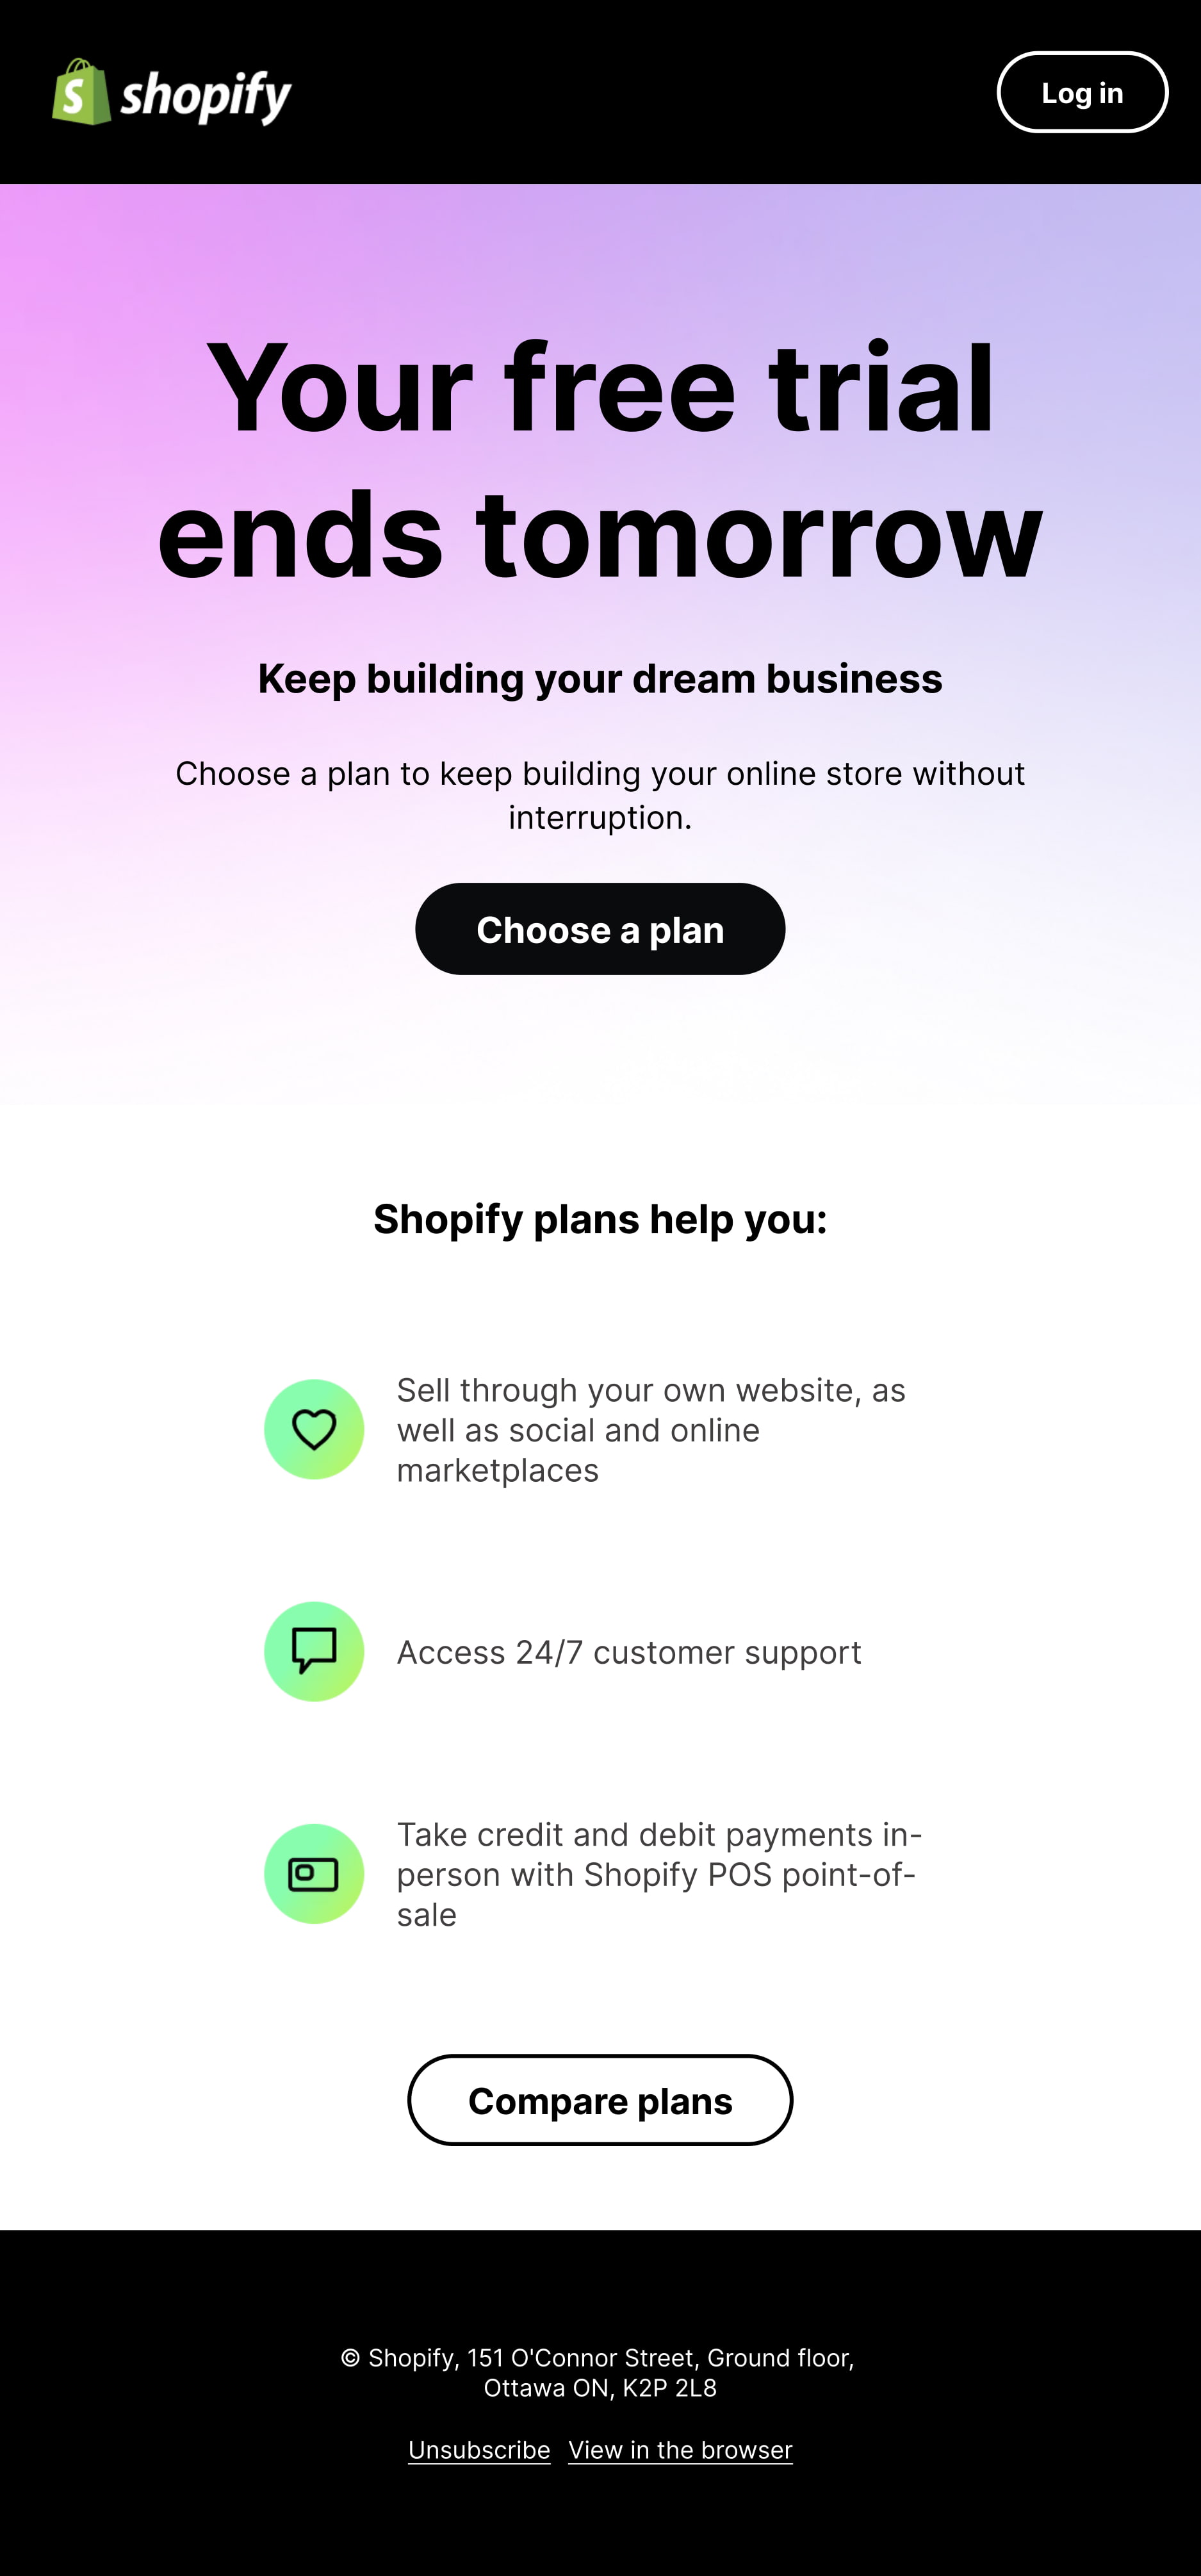 shopify
Log in
Your free trial
ends tomorrow
Keep building your dream business
Choose a plan to keep building your online store without
interruption.
Choose a plan
Shopify plans help you:
Sell through your own website, as
well as social and online
marketplaces
Access 24/7 customer support
Take credit and debit payments in-
person with Shopify POS point-of-
sale
Compare plans
© Shopify, 151 O'Connor Street, Ground floor,
Ottawa ON, K2P 2L8
Unsubscribe View in the browser